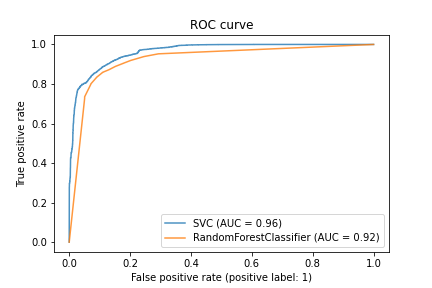 ROC curve
1.0
0.8
0.6
0.4
0.2
0.0
True positive rate
SVC (AUC = 0.96)
RandomForestClassifier (AUC = 0.92)
0.0 0.2 0.4 0.6 0.8 1.0
False positive rate (positive label: 1)